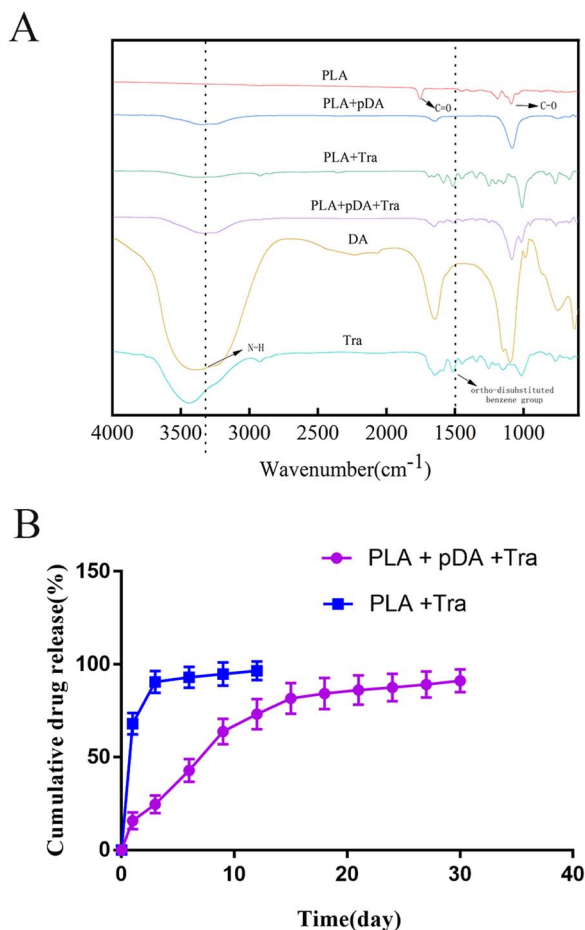 A
PLA
C=O
C-O
PLA+pDA
PLA+Tra
PLA+pDA+Tra
DA
N-H
Tra
ortho-disubstituted
benzene group
4000 3500 3000 2500 2000 1500 1000
Wavenumber(cm-1)
B
PLA + pDA +Tra
PLA +Tra
150
100
50
0
Cumulative drug release(%)
0 10 20 30 40
Time(day)